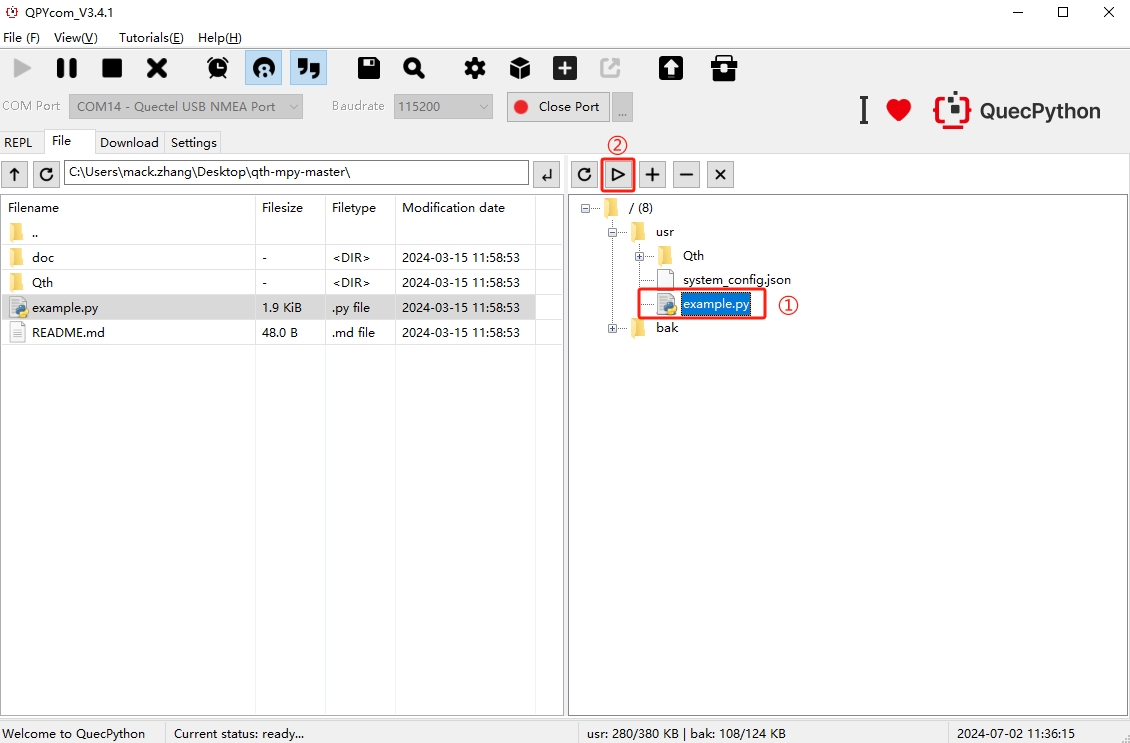 QPYcom_V3.4.1
File (F) View(V) Tutorials(E) Help(H)
COM Port COM14 - Quectel USB NMEA Port Baudrate 115200 Close Port ... I QuecPython
REPL File Download Settings
②
C:\Users\mack.zhang\Desktop\qth-mpy-master\
Filename Filesize Filetype Modification date
..
doc - <DIR> 2024-03-15 11:58:53
Qth - <DIR> 2024-03-15 11:58:53
example.py 1.9 KiB .py file 2024-03-15 11:58:53
README.md 48.0 B .md file 2024-03-15 11:58:53
/ (8)
usr
Qth
system_config.json
example.py ①
bak
Welcome to QuecPython Current status: ready... usr: 280/380 KB | bak: 108/124 KB 2024-07-02 11:36:15